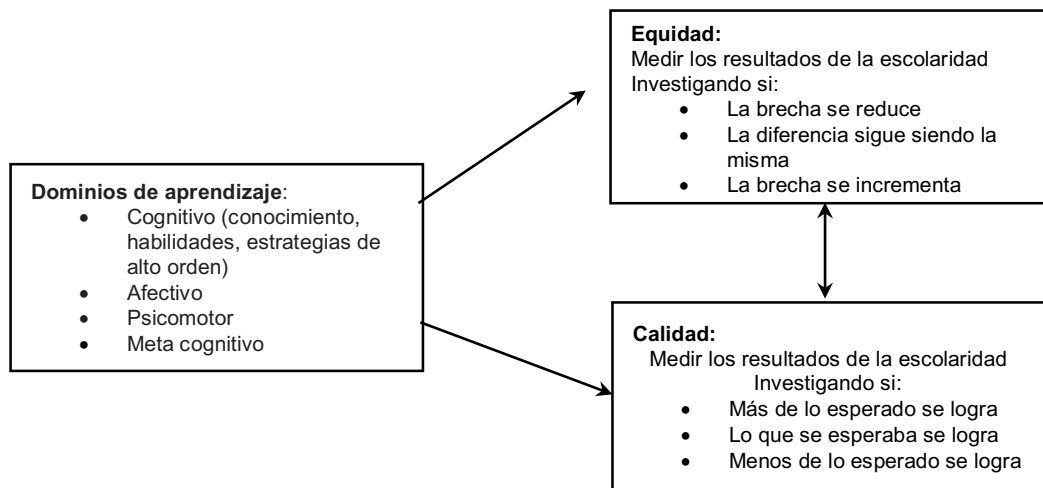 Dominios de aprendizaje:
• Cognitivo (conocimiento,
habilidades, estrategias de
alto orden)
• Afectivo
• Psicomotor
• Meta cognitivo
Equidad:
Medir los resultados de la escolaridad
Investigando si:
• La brecha se reduce
• La diferencia sigue siendo la
misma
• La brecha se incrementa
Calidad:
Medir los resultados de la escolaridad
Investigando si:
• Más de lo esperado se logra
• Lo que se esperaba se logra
• Menos de lo esperado se logra